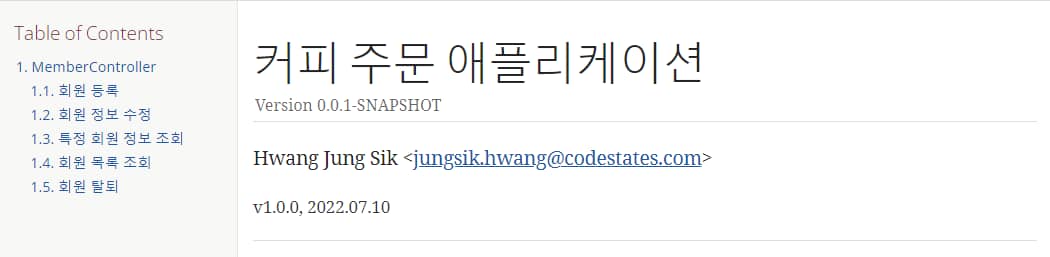 Table of Contents
1. MemberController
1.1. 회원 등록
1.2. 회원 정보 수정
1.3. 특정 회원 정보 조회
1.4. 회원 목록 조회
1.5. 회원 탈퇴
커피 주문 애플리케이션
Version 0.0.1-SNAPSHOT
Hwang Jung Sik <jungsik.hwang@codestates.com>
v1.0.0, 2022.07.10